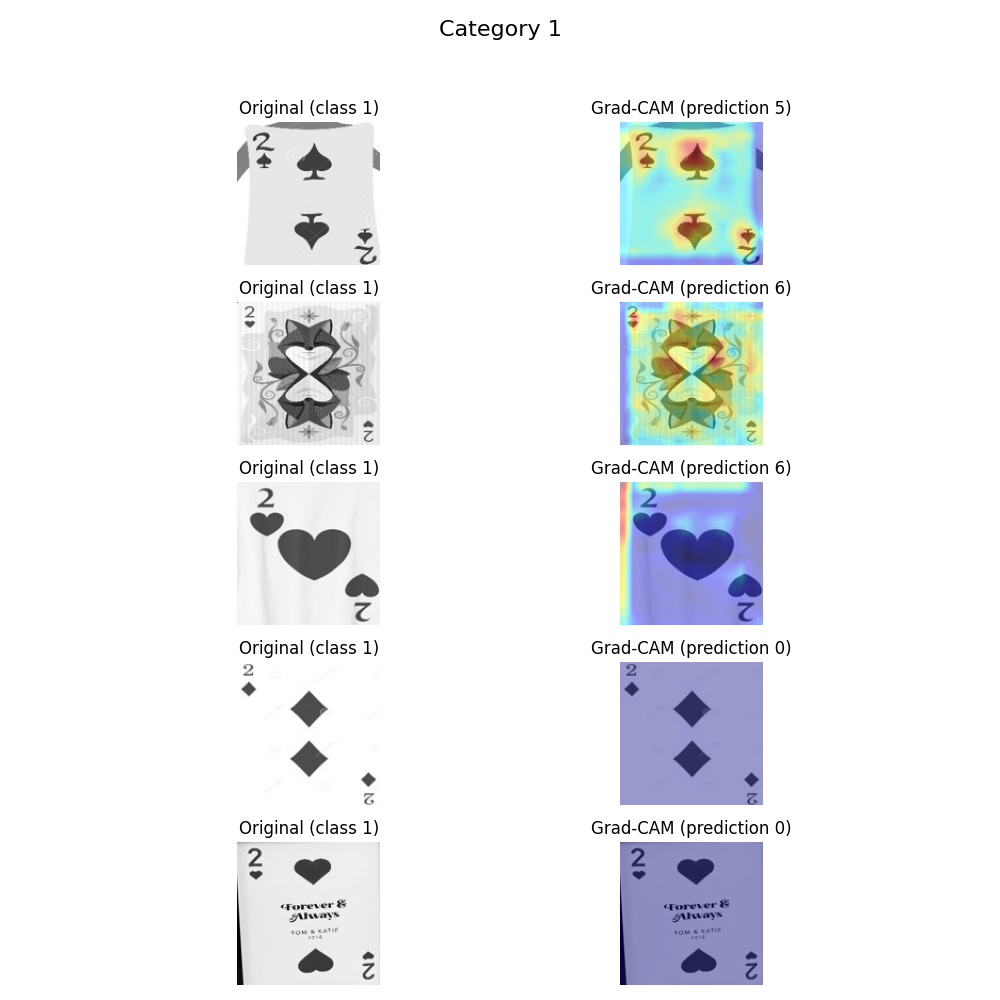 Category 1
Original (class 1)
Grad-CAM (prediction 5)
2
2
2
2
Original (class 1)
Grad-CAM (prediction 6)
2
2
2
2
Original (class 1)
Grad-CAM (prediction 6)
2
2
2
2
Original (class 1)
Grad-CAM (prediction 0)
2
2
2
2
Original (class 1)
Grad-CAM (prediction 0)
2
2
Forever &
Always
TOM & KATIE
2
Forever &
Always
TOM & KATIE
2